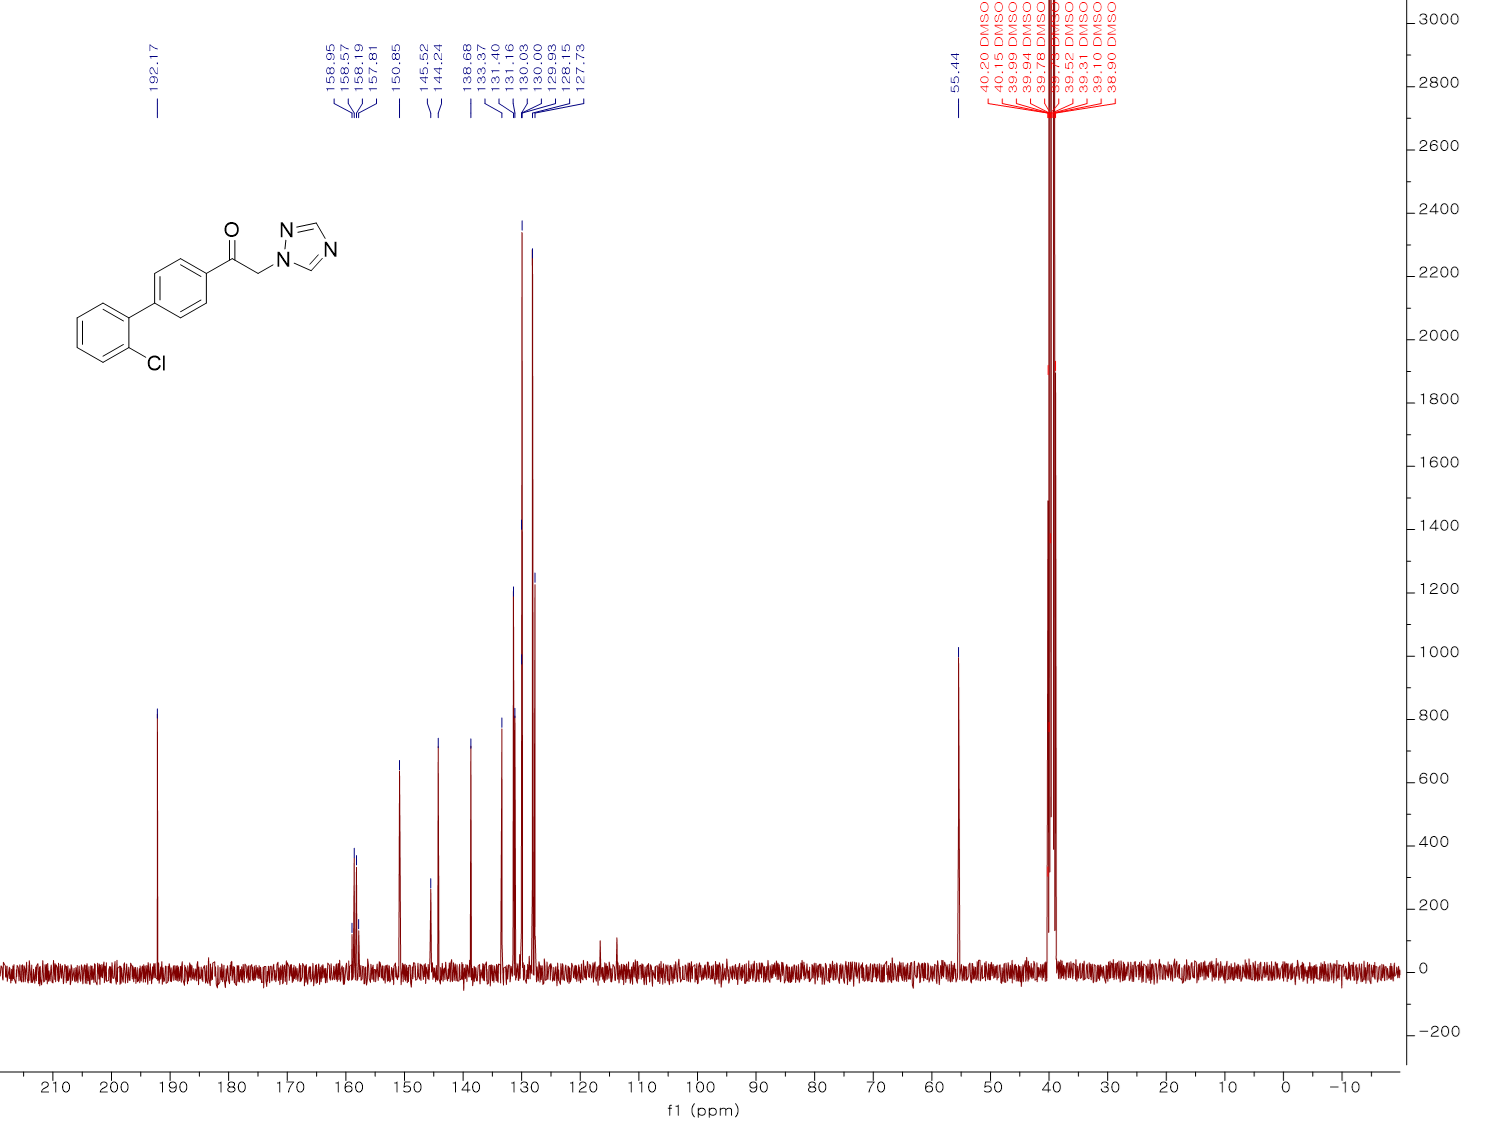 192.17
158.95
158.57
158.19
157.81
150.85
145.52
144.24
138.68
133.37
131.40
131.16
130.03
130.00
129.93
128.15
127.73
55.44
40.20 DMSO
40.15 DMSO
39.99 DMSO
39.94 DMSO
39.78 DMSO
39.73 DMSO
39.52 DMSO
39.31 DMSO
39.10 DMSO
38.90 DMSO
O
N
N
N
Cl
3000
2800
2600
2400
2200
2000
1800
1600
1400
1200
1000
800
600
400
200
0
-200
210 200 190 180 170 160 150 140 130 120 110 100 90 80 70 60 50 40 30 20 10 0 -10
f1 (ppm)